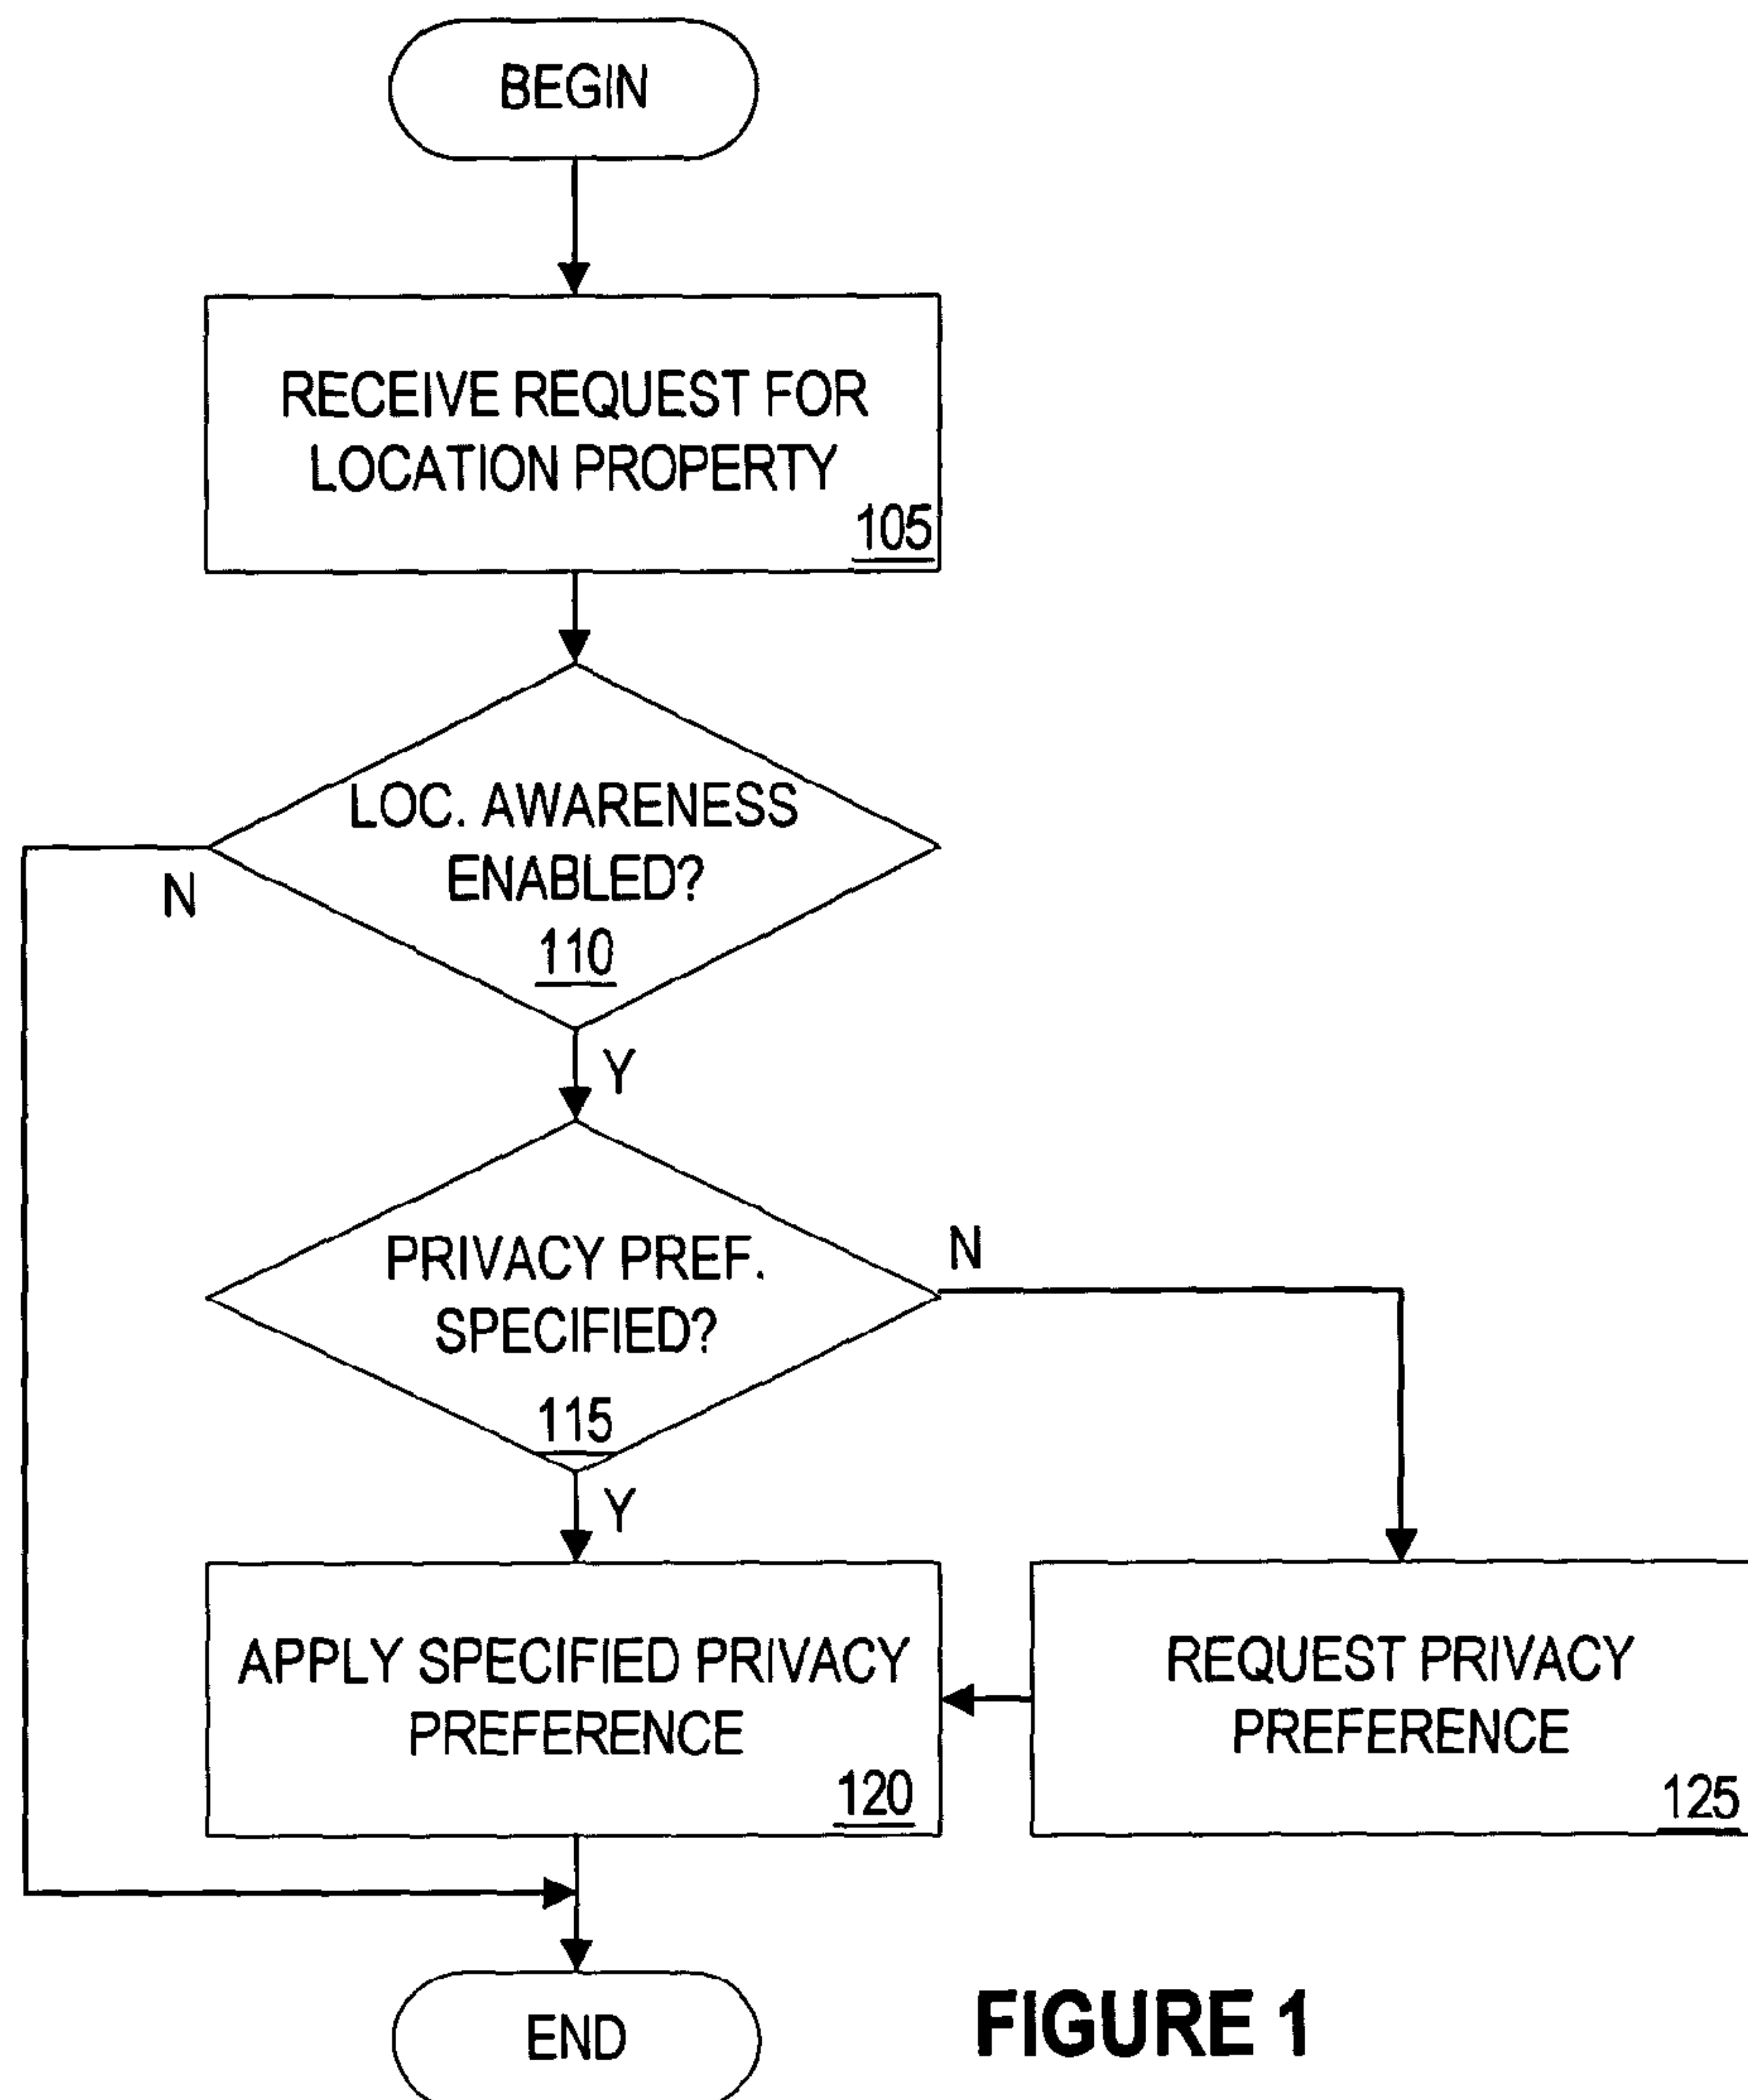 BEGIN
RECEIVE REQUEST FOR
LOCATION PROPERTY
105
LOC. AWARENESS
ENABLED?
110
N
Y
PRIVACY PREF.
SPECIFIED?
115
N
Y
APPLY SPECIFIED PRIVACY
PREFERENCE
120
REQUEST PRIVACY
PREFERENCE
125
END
FIGURE 1